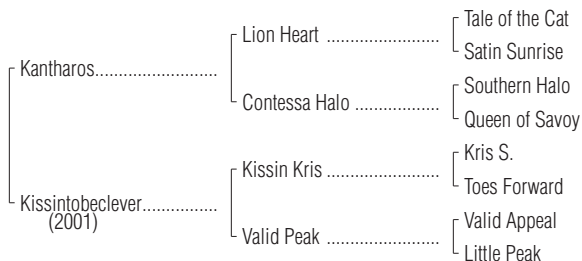 Tale of the Cat
Lion Heart ........................
Satin Sunrise
Kantharos..........................
Southern Halo
Contessa Halo ..................
Queen of Savoy
Kris S.
Kissin Kris ........................
Toes Forward
Kissintobeclever................
(2001)
Valid Appeal
Valid Peak ........................
Little Peak